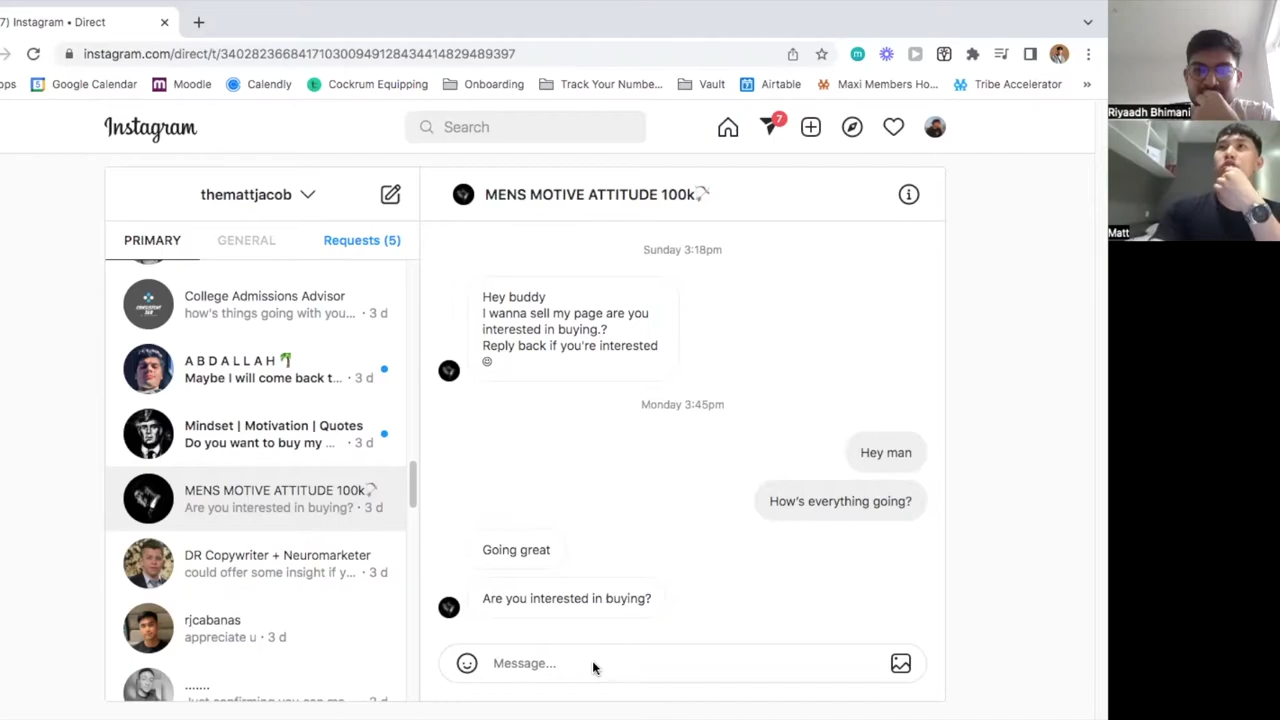 7) Instagram • Direct
instagram.com/direct/t/340282366841710300949128434414829489397
ops
Google Calendar
Moodle
Calendly
Cockrum Equipping
Onboarding
Track Your Numbe...
Vault
Airtable
Maxi Members Ho...
Tribe Accelerator
»
Instagram
Search
7
themattjacob
PRIMARY
GENERAL
Requests (5)
College Admissions Advisor
how's things going with you... · 3 d
A B D A L L A H 🌴
Maybe I will come back t... · 3 d
Mindset | Motivation | Quotes
Do you want to buy my ... · 3 d
MENS MOTIVE ATTITUDE 100k
Are you interested in buying? · 3 d
DR Copywriter + Neuromarketer
could offer some insight if y... · 3 d
rjcabanas
appreciate u · 3 d
.......
MENS MOTIVE ATTITUDE 100k
Sunday 3:18pm
Hey buddy
I wanna sell my page are you
interested in buying.?
Reply back if you're interested
Monday 3:45pm
Hey man
How's everything going?
Going great
Are you interested in buying?
Message...
Riyaadh Bhimani
Matt